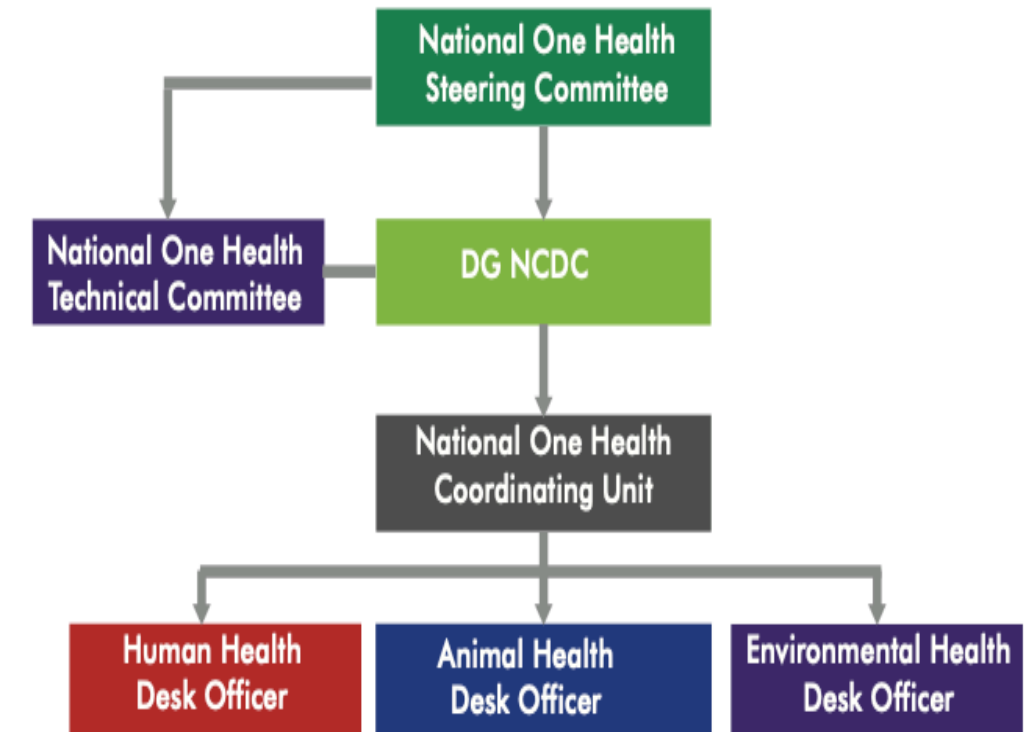 National One Health
Steering Committee
National One Health
Technical Committee
DG NCDC
National One Health
Coordinating Unit
Human Health
Desk Officer
Animal Health
Desk Officer
Environmental Health
Desk Officer